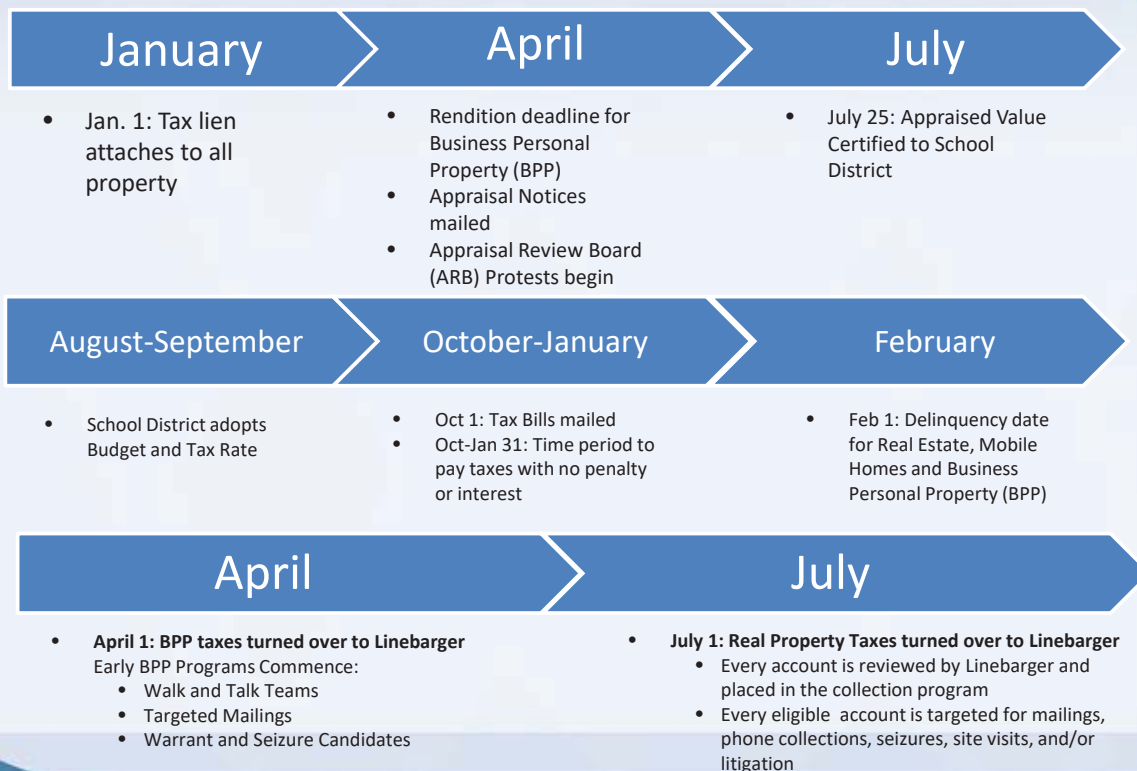 January
April
July
• Jan. 1: Tax lien
attaches to all
property
• Rendition deadline for
Business Personal
Property (BPP)
• Appraisal Notices
mailed
• Appraisal Review Board
(ARB) Protests begin
• July 25: Appraised Value
Certified to School
District
August-September
October-January
February
• School District adopts
Budget and Tax Rate
• Oct 1: Tax Bills mailed
• Oct-Jan 31: Time period to
pay taxes with no penalty
or interest
• Feb 1: Delinquency date
for Real Estate, Mobile
Homes and Business
Personal Property (BPP)
April
July
• April 1: BPP taxes turned over to Linebarger
Early BPP Programs Commence:
• Walk and Talk Teams
• Targeted Mailings
• Warrant and Seizure Candidates
• July 1: Real Property Taxes turned over to Linebarger
• Every account is reviewed by Linebarger and
placed in the collection program
• Every eligible account is targeted for mailings,
phone collections, seizures, site visits, and/or
litigation